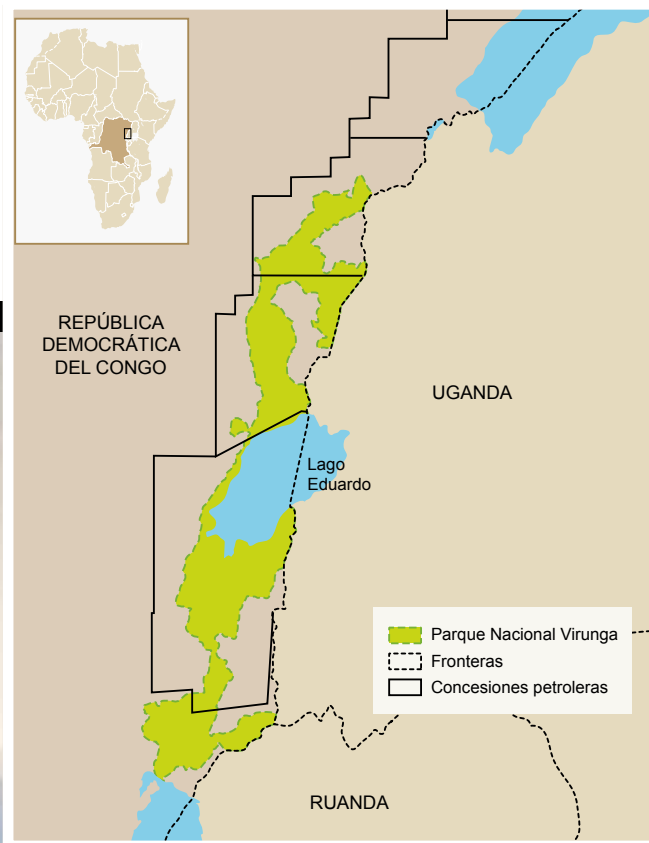 REPÚBLICA
DEMOCRÁTICA
DEL CONGO
UGANDA
Lago
Eduardo
Parque Nacional Virunga
Fronteras
Concesiones petroleras
RUANDA